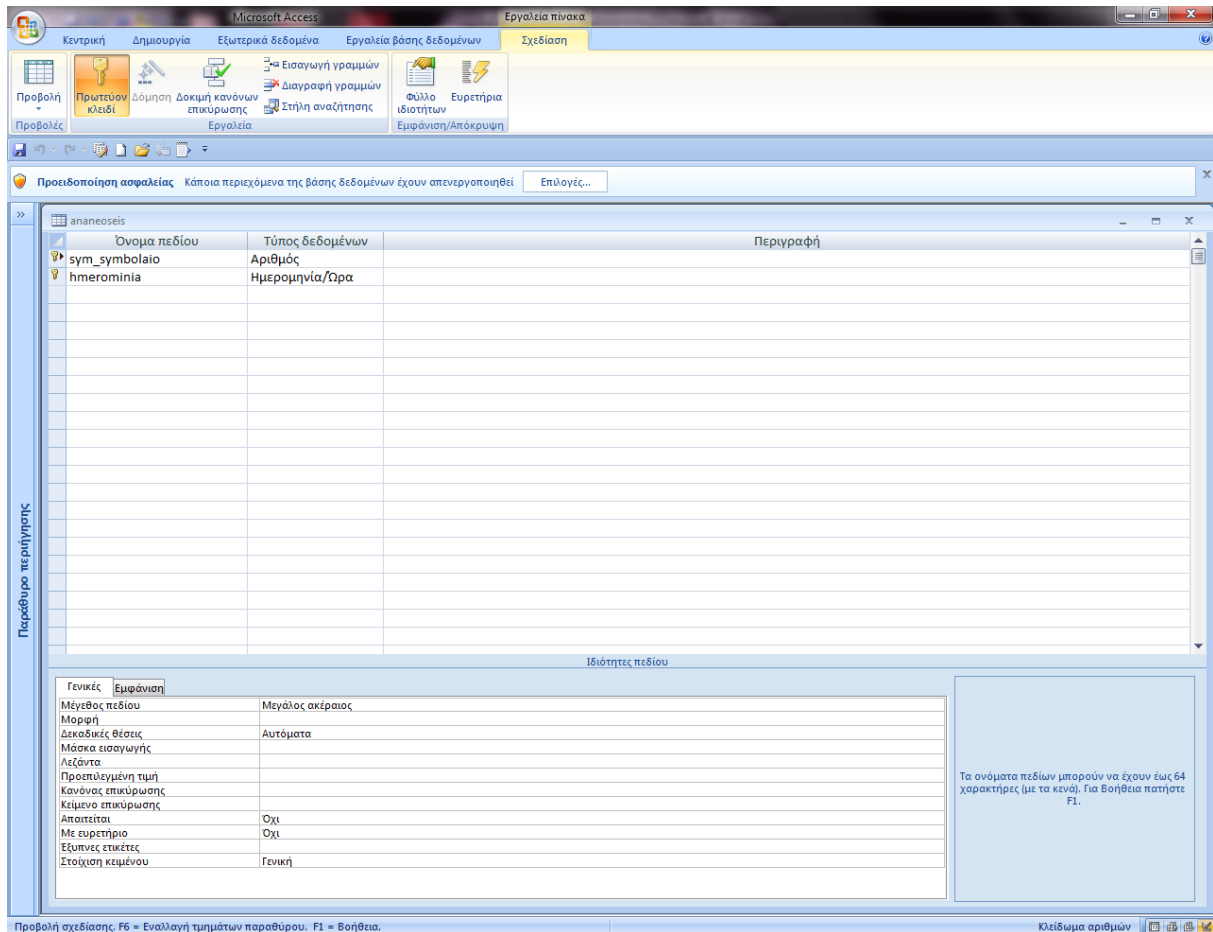 Microsoft Access
Εργαλεία πίνακα
Κεντρική Δημιουργία Εξωτερικά δεδομένα Εργαλεία βάσης δεδομένων Σχεδίαση
Προβολή
Πρωτεύον κλειδί
Δόμηση
Δοκιμή κανόνων επικύρωσης
Εισαγωγή γραμμών
Διαγραφή γραμμών
Στήλη αναζήτησης
Φύλλο ιδιοτήτων
Ευρετήρια
Προβολές Εργαλεία Εμφάνιση/Απόκρυψη
Προειδοποίηση ασφαλείας Κάποια περιεχόμενα της βάσης δεδομένων έχουν απενεργοποιηθεί Επιλογές...
ananeoseis
Όνομα πεδίου Τύπος δεδομένων Περιγραφή
sym_symbolaio Αριθμός
hmerominia Ημερομηνία/Ώρα
Παράθυρο περιήγησης
Ιδιότητες πεδίου
Γενικές Εμφάνιση
Μέγεθος πεδίου Μεγάλος ακέραιος
Μορφή
Δεκαδικές θέσεις Αυτόματα
Μάσκα εισαγωγής
Λεζάντα
Προεπιλεγμένη τιμή
Κανόνας επικύρωσης
Κείμενο επικύρωσης
Απαιτείται Όχι
Με ευρετήριο Όχι
Έξυπνες ετικέτες
Στοίχιση κειμένου Γενική
Τα ονόματα πεδίων μπορούν να έχουν έως 64
χαρακτήρες (με τα κενά). Για Βοήθεια πατήστε
F1.
Προβολή σχεδίασης. F6 = Εναλλαγή τμημάτων παραθύρου. F1 = Βοήθεια. Κλείδωμα αριθμών